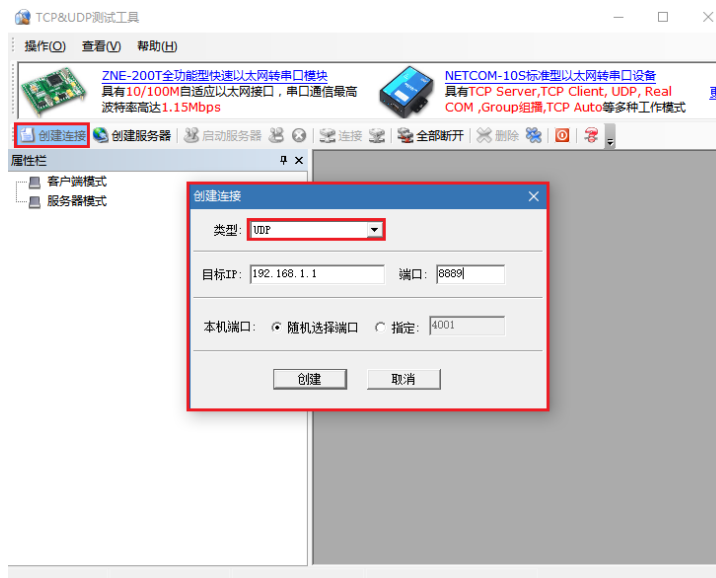 TCP&UDP测试工具
操作(O) 查看(V) 帮助(H)
ZNE-200T全功能型快速以太网转串口模块
具有10/100M自适应以太网接口，串口通信最高
波特率高达1.15Mbps
NETCOM-10S标准型以太网转串口设备
具有TCP Server,TCP Client, UDP, Real
COM ,Group组播,TCP Auto等多种工作模式
创建连接 创建服务器 启动服务器 连接 全部断开 删除
属性栏
客户端模式
服务器模式
创建连接
类型: UDP
目标IP: 192.168.1.1 端口: 8889
本机端口: 随机选择端口 指定: 4001
创建 取消